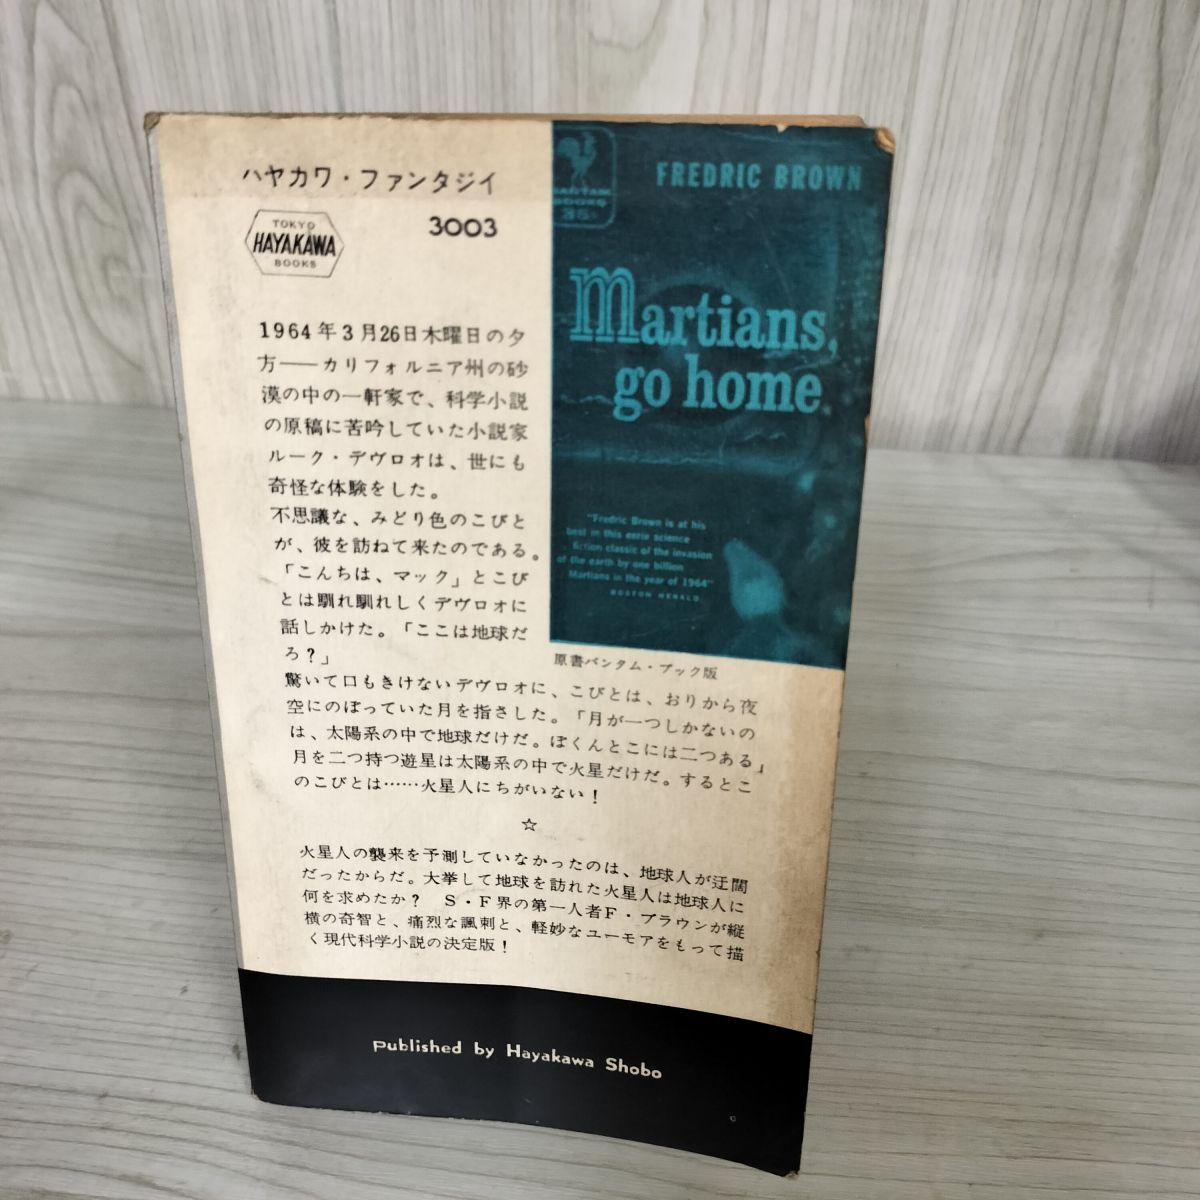 ハヤカワ・ファンタジイ
3003
TOKYO
HAYAKAWA
BOOKS
BANTAM
BOOKS
35
FREDRIC BROWN
Martians,
go home
"Fredric Brown is at his
best in this eerie science
fiction classic of the invasion
of the earth by one billion
Martians in the year of 1964"
BOSTON HERALD
原書バンタム・ブック版
1964年3月26日木曜日の夕
方――カリフォルニア州の砂
漠の中の一軒家で、科学小説
の原稿に苦吟していた小説家
ルーク・デヴロオは、世にも
奇怪な体験をした。
不思議な、みどり色のこびと
が、彼を訪ねて来たのである。
「こんちは、マック」とこび
とは馴れ馴れしくデヴロオに
話しかけた。「ここは地球だ
ろ？」
驚いて口もきけないデヴロオに、こびとは、おりから夜
空にのぼっていた月を指さした。「月が一つしかないの
は、太陽系の中で地球だけだ。ぼくんとこには二つある」
月を二つ持つ遊星は太陽系の中で火星だけだ。するとこ
のこびとは……火星人にちがいない！
☆
火星人の襲来を予測していなかったのは、地球人が迂闊
だったからだ。大挙して地球を訪れた火星人は地球人に
何を求めたか？　S・F界の第一人者F・ブラウンが縦
横の奇智と、痛烈な諷刺と、軽妙なユーモアをもって描
く現代科学小説の決定版！
published by Hayakawa Shobo